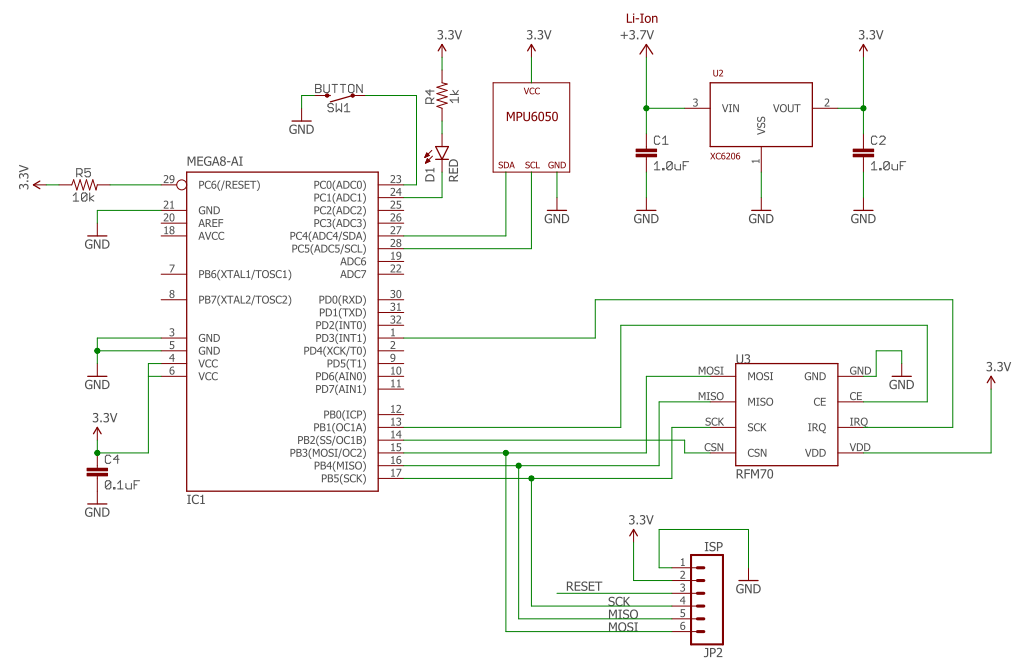 Li-Ion
+3.7V
3.3V
3.3V
3.3V
U2
3
VIN
VOUT
2
VSS
1
XC6206
C1
1.0uF
C2
1.0uF
GND
GND
GND
BUTTON
SW1
GND
R4
1k
D1
RED
VCC
MPU6050
SDA
SCL
GND
GND
MEGA8-AI
3.3V
R5
10k
29
PC6(/RESET)
21
GND
20
AREF
18
AVCC
GND
7
PB6(XTAL1/TOSC1)
8
PB7(XTAL2/TOSC2)
3
GND
5
GND
4
VCC
6
VCC
GND
3.3V
C4
0.1uF
GND
IC1
PC0(ADC0) 23
PC1(ADC1) 24
PC2(ADC2) 25
PC3(ADC3) 26
PC4(ADC4/SDA) 27
PC5(ADC5/SCL) 28
ADC6 19
ADC7 22
PD0(RXD) 30
PD1(TXD) 31
PD2(INT0) 32
PD3(INT1) 1
PD4(XCK/T0) 2
PD5(T1) 9
PD6(AIN0) 10
PD7(AIN1) 11
PB0(ICP) 12
PB1(OC1A) 13
PB2(SS/OC1B) 14
PB3(MOSI/OC2) 15
PB4(MISO) 16
PB5(SCK) 17
U3
MOSI MOSI GND GND
MISO MISO CE CE
SCK SCK IRQ IRQ
CSN CSN VDD VDD
RFM70
GND
3.3V
3.3V
ISP
1
2
RESET 3
SCK 4
MISO 5
MOSI 6
JP2
GND